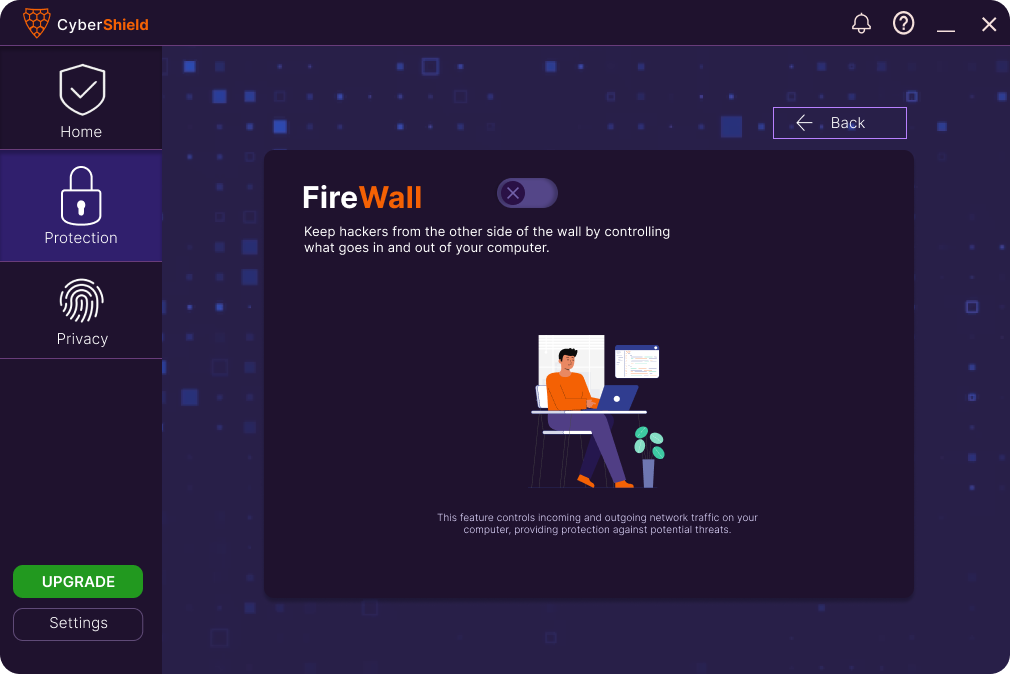 CyberShield
Back
Home
FireWall
Keep hackers from the other side of the wall by controlling
what goes in and out of your computer.
Protection
Privacy
This feature controls incoming and outgoing network traffic on your
computer, providing protection against potential threats.
UPGRADE
Settings